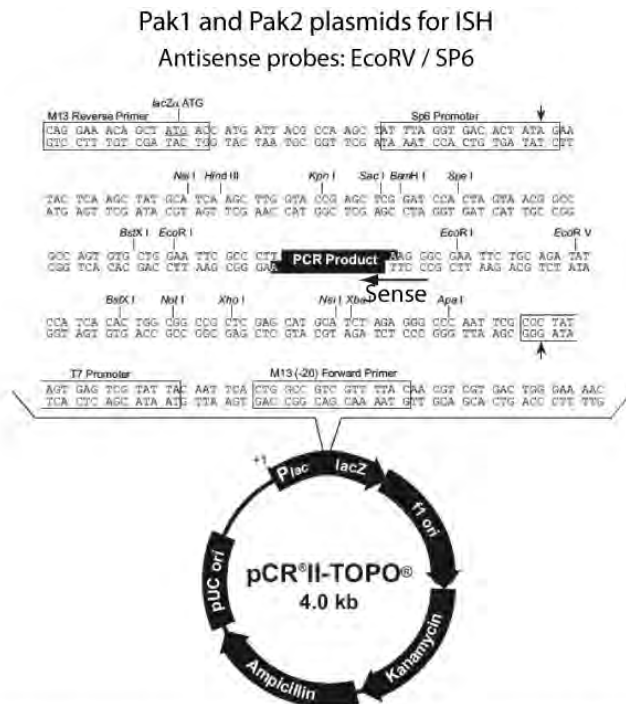 Pak1 and Pak2 plasmids for ISH
Antisense probes: EcoRV / SP6
lacZα ATG
M13 Reverse Primer Sp6 Promoter
CAG GAA ACA GCT ATG ACC ATG ATT ACG CCA AGC TAT TTA GGT GAC ACT ATA GAA
GTC CTT TGT CGA TAC TGG TAC TAA TGC GGT TCG ATA AAT CCA CTG TGA TAT CTT
Nsi I Hind III Kpn I Sac I BamH I Spe I
TAC TCA AGC TAT GCA TCA AGC TTG GTA CCG AGC TCG GAT CCA CTA GTA ACG GCC
ATG AGT TCG ATA CGT AGT TCG AAC CAT GGC TCG AGC CTA GGT GAT CAT TGC CGG
BstX I EcoR I EcoR I EcoR V
GCC AGT GTG CTG GAA TTC GCC CTT PCR Product AAG GGC GAA TTC TGC AGA TAT
CGG TCA CAC GAC CTT AAG CGG GAA TTC CCG CTT AAG ACG TCT ATA
Sense
BstX I Not I Xho I Nsi I Xba I Apa I
CCA TCA CAC TGG CGG CCG CTC GAG CAT GCA TCT AGA GGG CCC AAT TCG CCC TAT
GGT AGT GTG ACC GCC GGC GAG CTC GTA CGT AGA TCT CCC GGG TTA AGC GGG ATA
T7 Promoter M13 (-20) Forward Primer
AGT GAG TCG TAT TAC AAT TCA CTG GCC GTC GTT TTA CAA CGT CGT GAC TGG GAA AAC
TCA CTC AGC ATA ATG TTA AGT GAC CGG CAG CAA AAT GTT GCA GCA CTG ACC CTT TTG
+1
Plac lacZ
f1 ori
pUC ori
pCR®II-TOPO®
4.0 kb
Kanamycin
Ampicillin